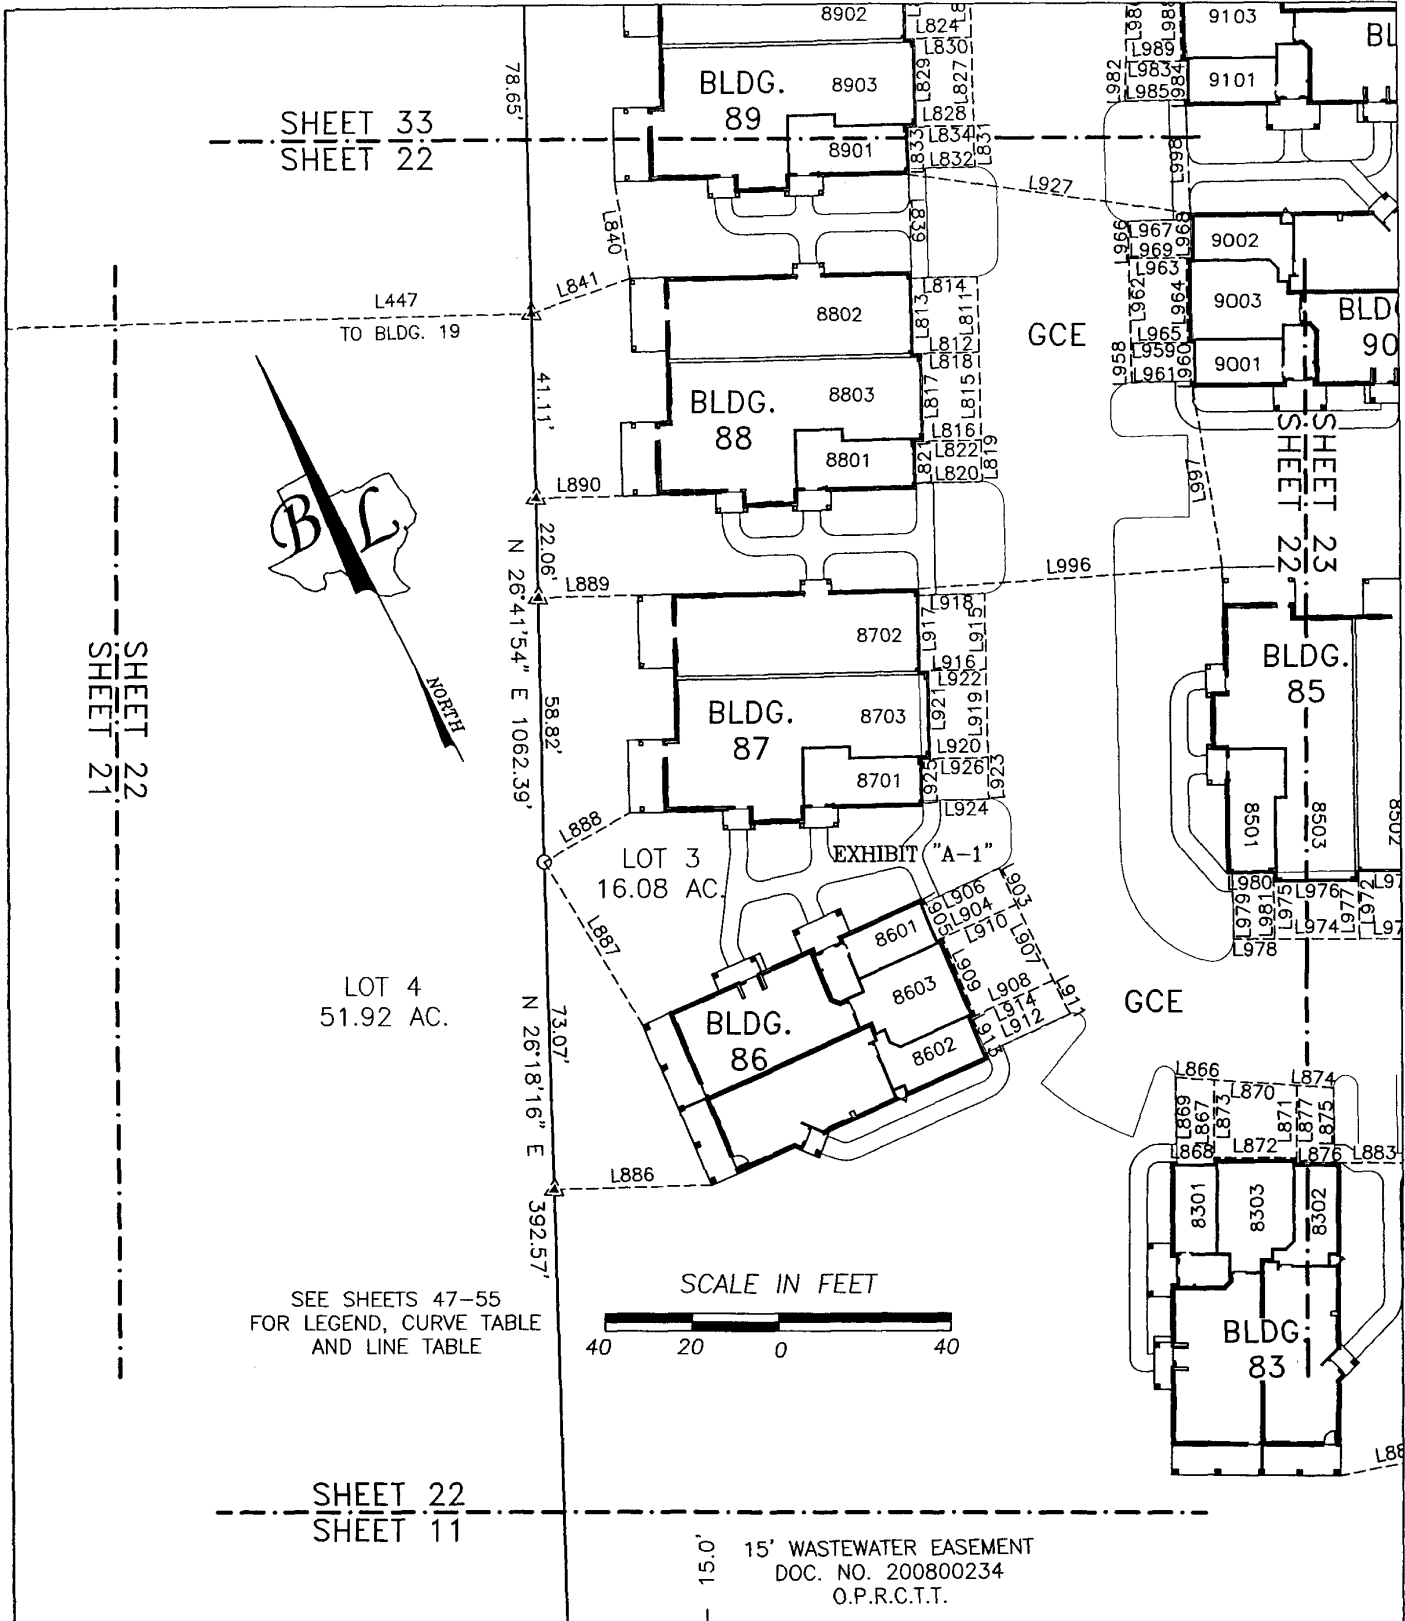 8902
L824
L830
9103
BL
L989
L983
L985
L982
L984
9101
78.65'
BLDG.
89
8903
L829
L827
L828
SHEET 33
SHEET 22
8901
L833
L834
L832
L831
L998
L927
L840
839
L966
L967
L969
L968
9002
L841
L447
TO BLDG. 19
L814
L813
L811
L812
8802
GCE
L963
L962
L964
L965
9003
BLD
90
L818
L958
L959
L961
L960
9001
41.11'
BLDG.
88
8803
L817
L815
L816
8801
L821
L822
L820
L819
L890
L997
SHEET 23
SHEET 22
B L
NORTH
22.06'
L889
L996
N 26°41'54" E 1062.39'
L918
L917
L915
L916
8702
SHEET 22
SHEET 21
BLDG.
85
58.82'
BLDG.
87
8703
L922
L921
L919
L920
8701
L925
L926
L923
L924
8501
8503
8502
L888
LOT 3
16.08 AC.
EXHIBIT "A-1"
L906
L903
L904
L905
L910
L907
L980
L976
L97
L979
L981
L975
L977
L972
L974
L97
L978
8601
L887
LOT 4
51.92 AC.
8603
L909
L908
L911
L914
L912
L913
8602
GCE
N 26°18'16" E
73.07'
BLDG.
86
L866
L874
L870
L869
L867
L873
L871
L877
L875
L868
L872
L876
L883
L886
392.57'
8301
8303
8302
SCALE IN FEET
40 20 0 40
SEE SHEETS 47-55
FOR LEGEND, CURVE TABLE
AND LINE TABLE
BLDG.
83
L88
SHEET 22
SHEET 11
15.0'
15' WASTEWATER EASEMENT
DOC. NO. 200800234
O.P.R.C.T.T.